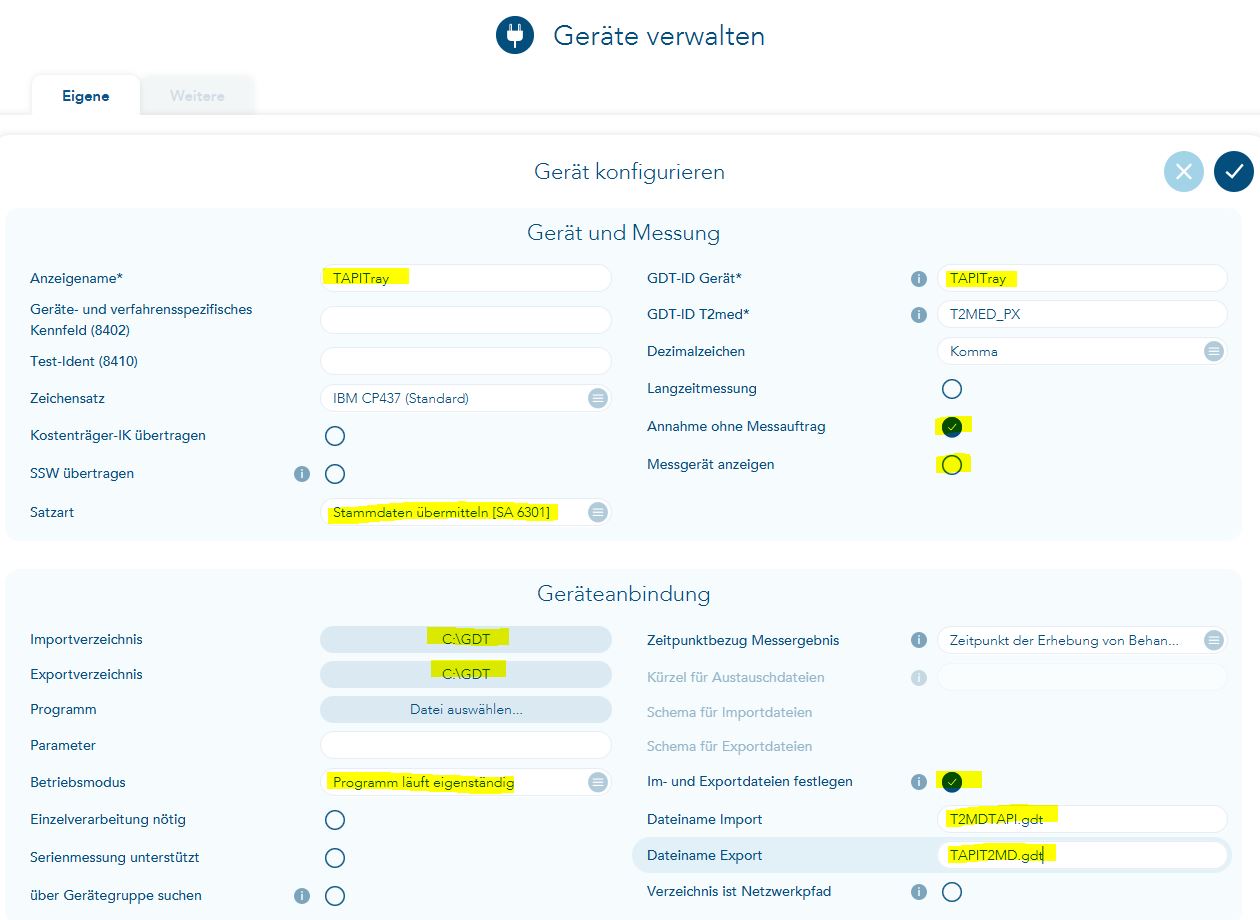 Geräte verwalten
Eigene
Weitere
Gerät konfigurieren
Gerät und Messung
Anzeigename*
TAPITray
Geräte- und verfahrensspezifisches
Kennfeld (8402)
Test-Ident (8410)
Zeichensatz
IBM CP437 (Standard)
Kostenträger-IK übertragen
SSW übertragen
Satzart
Stammdaten übermitteln [SA 6301]
GDT-ID Gerät*
TAPITray
GDT-ID T2med*
T2MED_PX
Dezimalzeichen
Komma
Langzeitmessung
Annahme ohne Messauftrag
Messgerät anzeigen
Geräteanbindung
Importverzeichnis
C:\GDT
Exportverzeichnis
C:\GDT
Programm
Datei auswählen...
Parameter
Betriebsmodus
Programm läuft eigenständig
Einzelverarbeitung nötig
Serienmessung unterstützt
über Gerätegruppe suchen
Zeitpunktbezug Messergebnis
Zeitpunkt der Erhebung von Behan...
Kürzel für Austauschdateien
Schema für Importdateien
Schema für Exportdateien
Im- und Exportdateien festlegen
Dateiname Import
T2MDTAPI.gdt
Dateiname Export
TAPIT2MD.gdt
Verzeichnis ist Netzwerkpfad